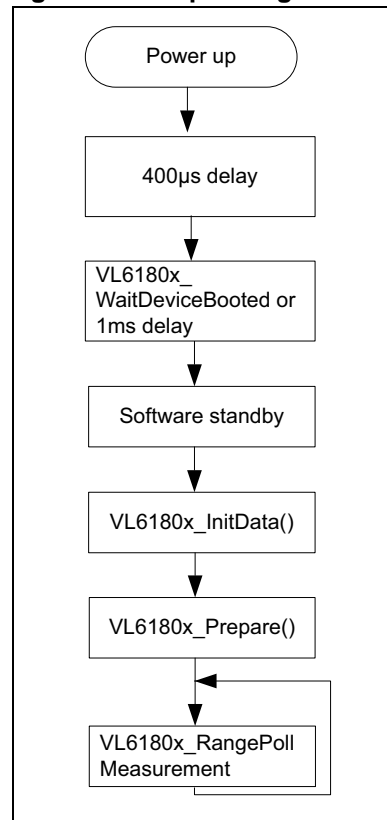 Power up
400µs delay
VL6180x_
WaitDeviceBooted or
1ms delay
Software standby
VL6180x_InitData()
VL6180x_Prepare()
VL6180x_RangePoll
Measurement